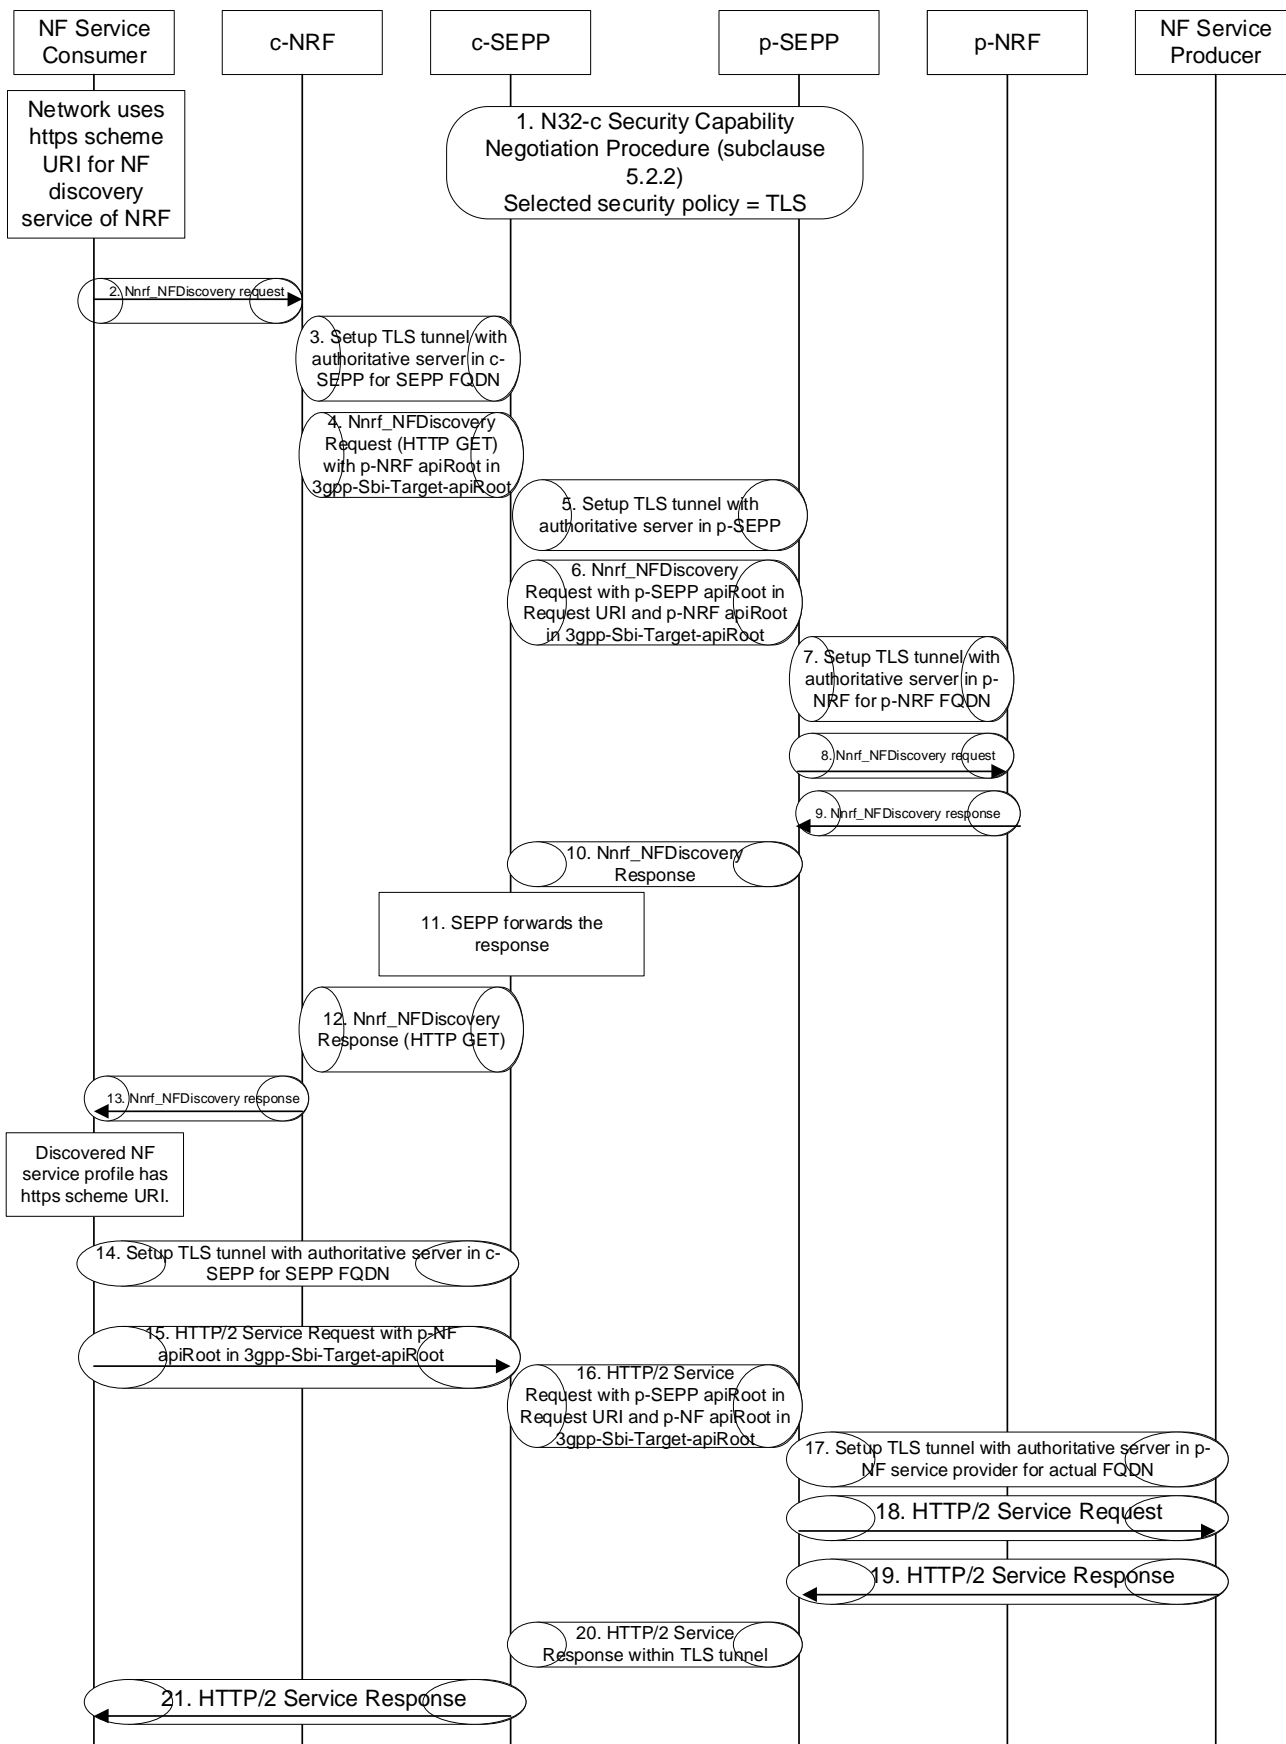 NF Service
Consumer
c-NRF
c-SEPP
p-SEPP
p-NRF
NF Service
Producer
Network uses
https scheme
URI for NF
discovery
service of NRF
1. N32-c Security Capability
Negotiation Procedure (subclause
5.2.2)
Selected security policy = TLS
2. Nnrf_NFDiscovery request
3. Setup TLS tunnel with
authoritative server in c-
SEPP for SEPP FQDN
4. Nnrf_NFDiscovery
Request (HTTP GET)
with p-NRF apiRoot in
3gpp-Sbi-Target-apiRoot
5. Setup TLS tunnel with
authoritative server in p-SEPP
6. Nnrf_NFDiscovery
Request with p-SEPP apiRoot in
Request URI and p-NRF apiRoot
in 3gpp-Sbi-Target-apiRoot
7. Setup TLS tunnel with
authoritative server in p-
NRF for p-NRF FQDN
8. Nnrf_NFDiscovery request
9. Nnrf_NFDiscovery response
10. Nnrf_NFDiscovery
Response
11. SEPP forwards the
response
12. Nnrf_NFDiscovery
Response (HTTP GET)
13. Nnrf_NFDiscovery response
Discovered NF
service profile has
https scheme URI.
14. Setup TLS tunnel with authoritative server in c-
SEPP for SEPP FQDN
15. HTTP/2 Service Request with p-NF
apiRoot in 3gpp-Sbi-Target-apiRoot
16. HTTP/2 Service
Request with p-SEPP apiRoot in
Request URI and p-NF apiRoot in
3gpp-Sbi-Target-apiRoot
17. Setup TLS tunnel with authoritative server in p-
NF service provider for actual FQDN
18. HTTP/2 Service Request
19. HTTP/2 Service Response
20. HTTP/2 Service
Response within TLS tunnel
21. HTTP/2 Service Response